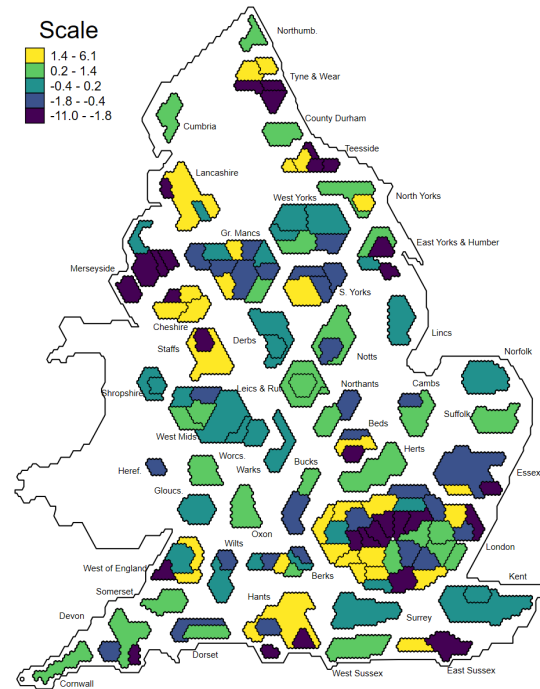 Scale
1.4 - 6.1
0.2 - 1.4
-0.4 - 0.2
-1.8 - -0.4
-11.0 - -1.8
Northumb.
Tyne & Wear
County Durham
Cumbria
Teesside
Lancashire
North Yorks
West Yorks
Gr. Mancs
East Yorks & Humber
Merseyside
S. Yorks
Cheshire
Lincs
Staffs
Derbs
Notts
Norfolk
Shropshire
Leics & Rut
Northants
Cambs
Suffolk
West Mids
Beds
Worcs.
Herts
Heref.
Warks
Bucks
Essex
Gloucs.
Oxon
Wilts
London
West of England
Berks
Kent
Somerset
Hants
Devon
Surrey
Dorset
West Sussex
East Sussex
Cornwall